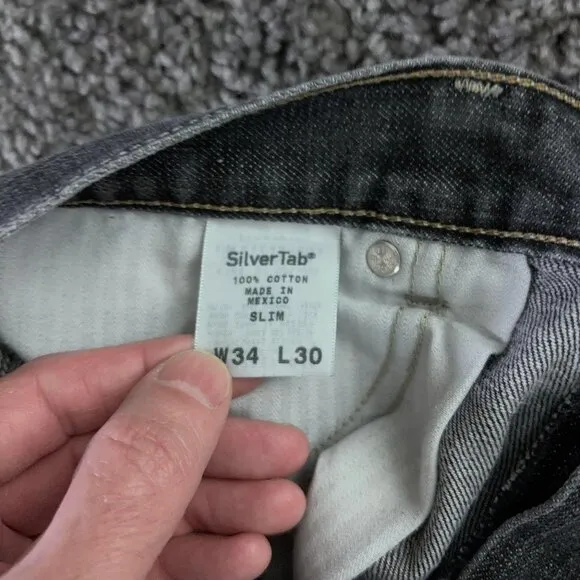 SilverTab®
100% COTTON
MADE IN
MEXICO
SLIM
W34 L30